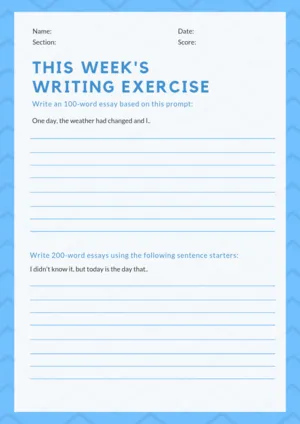 Name:
Date:
Section:
Score:
THIS WEEK'S
WRITING EXERCISE
Write an 100-word essay based on this prompt:
One day, the weather had changed and I..
Write 200-word essays using the following sentence starters:
I didn't know it, but today is the day that..